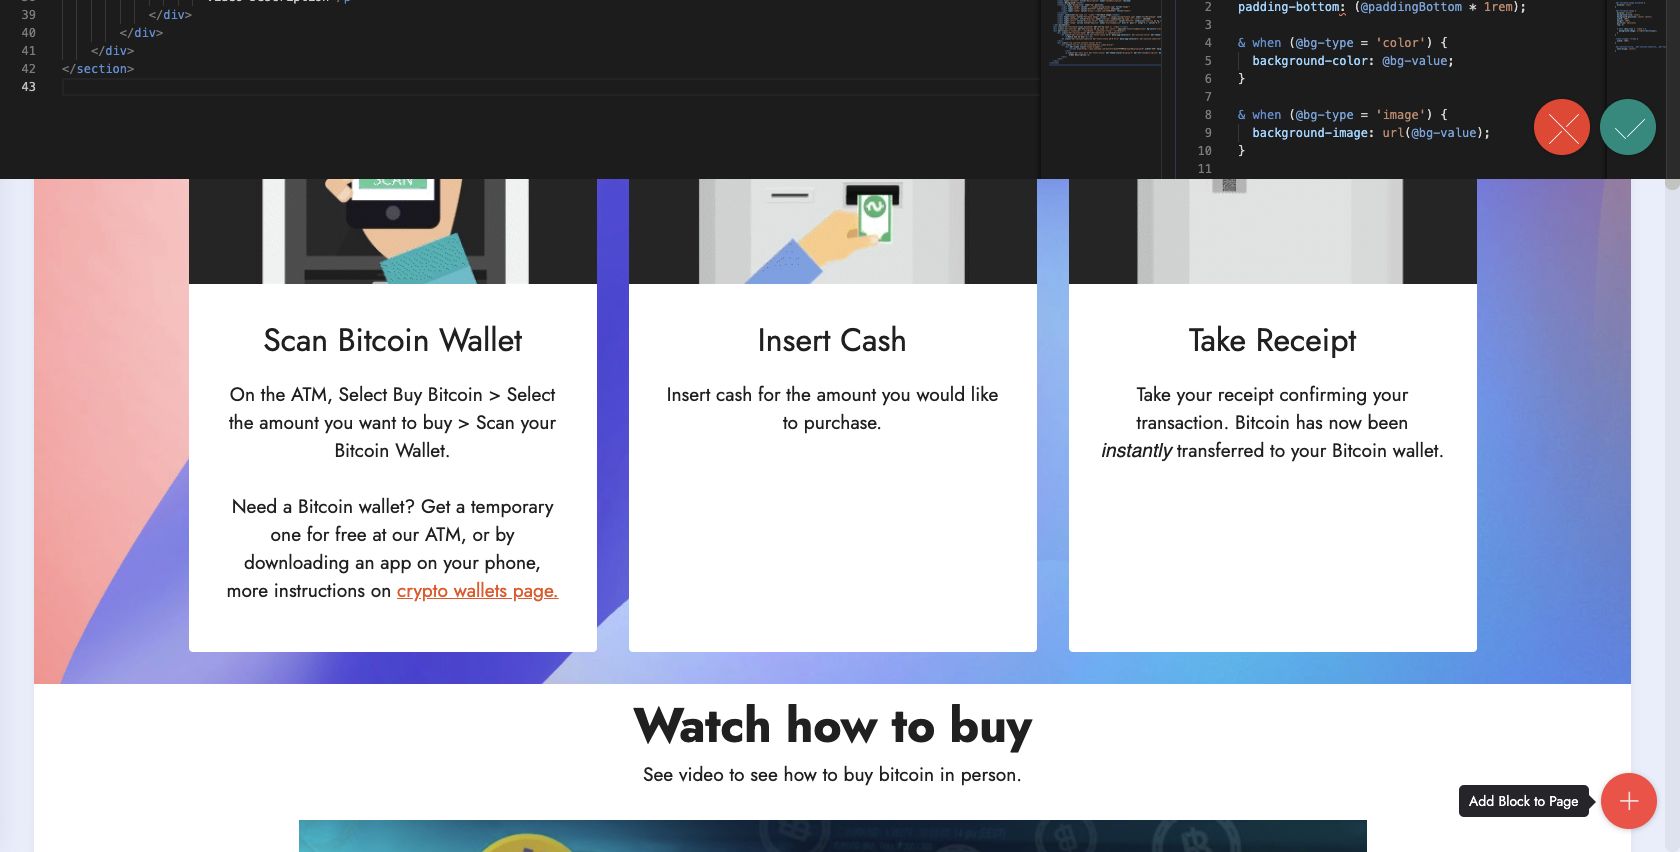 39 </div>
40 </div>
41 </div>
42 </section>
43
2 padding-bottom: (@paddingBottom * 1rem);
3
4 & when (@bg-type = 'color') {
5 background-color: @bg-value;
6 }
7
8 & when (@bg-type = 'image') {
9 background-image: url(@bg-value);
10 }
11
SCAN
Scan Bitcoin Wallet
On the ATM, Select Buy Bitcoin > Select
the amount you want to buy > Scan your
Bitcoin Wallet.
Need a Bitcoin wallet? Get a temporary
one for free at our ATM, or by
downloading an app on your phone,
more instructions on crypto wallets page.
Insert Cash
Insert cash for the amount you would like
to purchase.
Take Receipt
Take your receipt confirming your
transaction. Bitcoin has now been
instantly transferred to your Bitcoin wallet.
Watch how to buy
See video to see how to buy bitcoin in person.
Add Block to Page